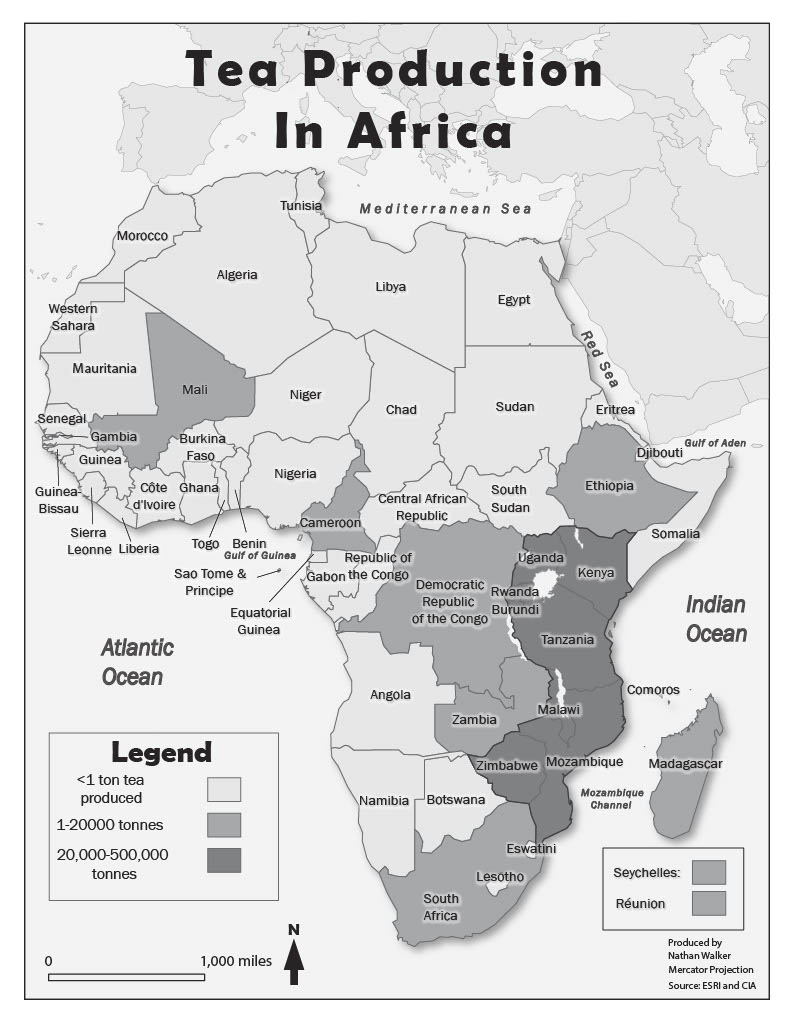 Tea Production
In Africa
Mediterranean Sea
Tunisia
Morocco
Algeria
Libya
Egypt
Western
Sahara
Mauritania
Mali
Niger
Chad
Sudan
Red Sea
Eritrea
Senegal
Gambia
Burkina
Faso
Djibouti
Gulf of Aden
Guinea
Guinea-
Bissau
Côte
d'Ivoire
Ghana
Nigeria
Ethiopia
Central African
Republic
South
Sudan
Cameroon
Somalia
Sierra
Leonne
Liberia
Togo
Benin
Gulf of Guinea
Sao Tome &
Principe
Equatorial
Guinea
Gabon
Republic of
the Congo
Democratic
Republic
of the Congo
Uganda
Kenya
Rwanda
Burundi
Tanzania
Indian
Ocean
Atlantic
Ocean
Angola
Zambia
Malawi
Comoros
Zimbabwe
Mozambique
Madagascar
Mozambique
Channel
Namibia
Botswana
Eswatini
Lesotho
South
Africa
Legend
<1 ton tea
produced
1-20000 tonnes
20,000-500,000
tonnes
Seychelles:
Réunion
N
0
1,000 miles
Produced by
Nathan Walker
Mercator Projection
Source: ESRI and CIA